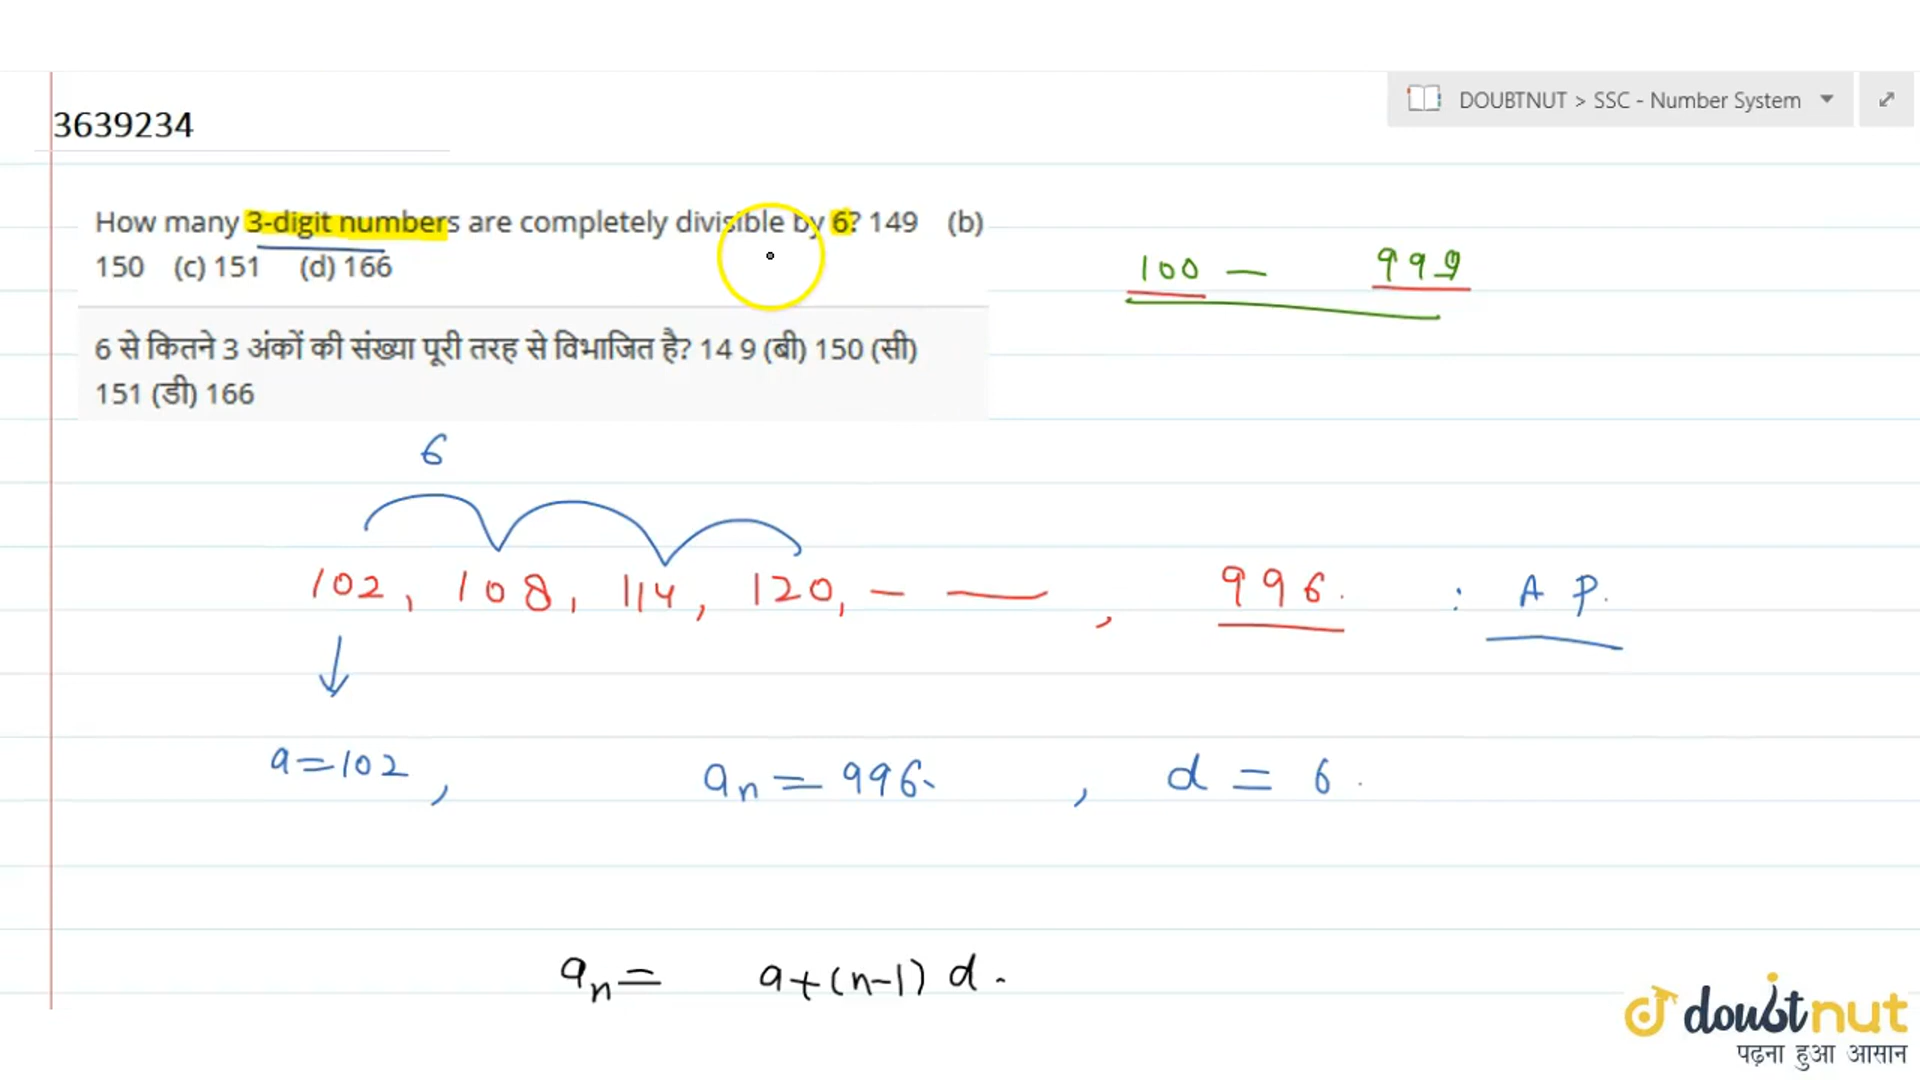 DOUBTNUT > SSC - Number System
3639234
How many 3-digit numbers are completely divisible by 6? 149 (b)
150 (c) 151 (d) 166
100 — 999
6 से कितने 3 अंकों की संख्या पूरी तरह से विभाजित है? 14 9 (बी) 150 (सी)
151 (डी) 166
6
102, 108, 114, 120, — —, 996. : A P.
a=102, an = 996. , d = 6.
an = a+(n-1) d.
doubtnut
पढ़ना हुआ आसान